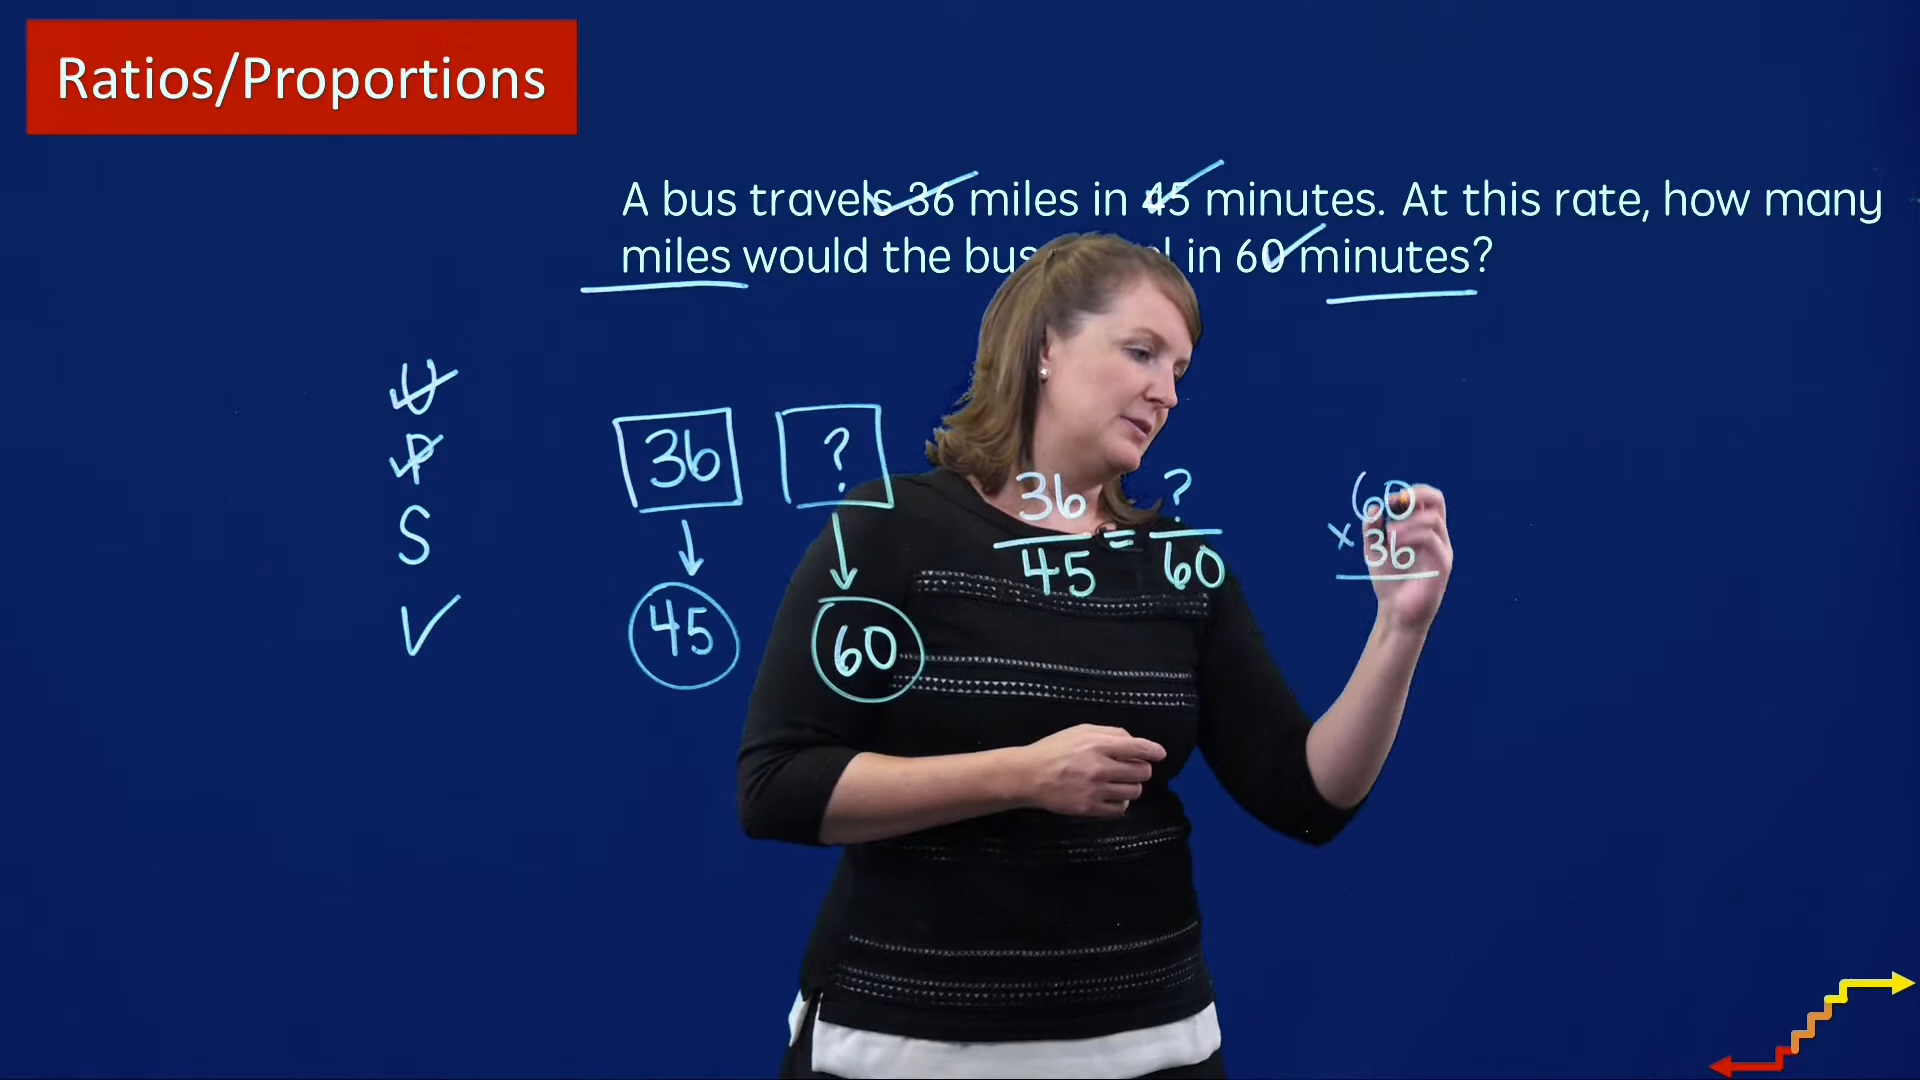 Ratios/Proportions
A bus travels 36 miles in 45 minutes. At this rate, how many
miles would the bus in 60 minutes?
U
P
S
V
36 ?
45 60
36 = ?
45 60
60
x 36